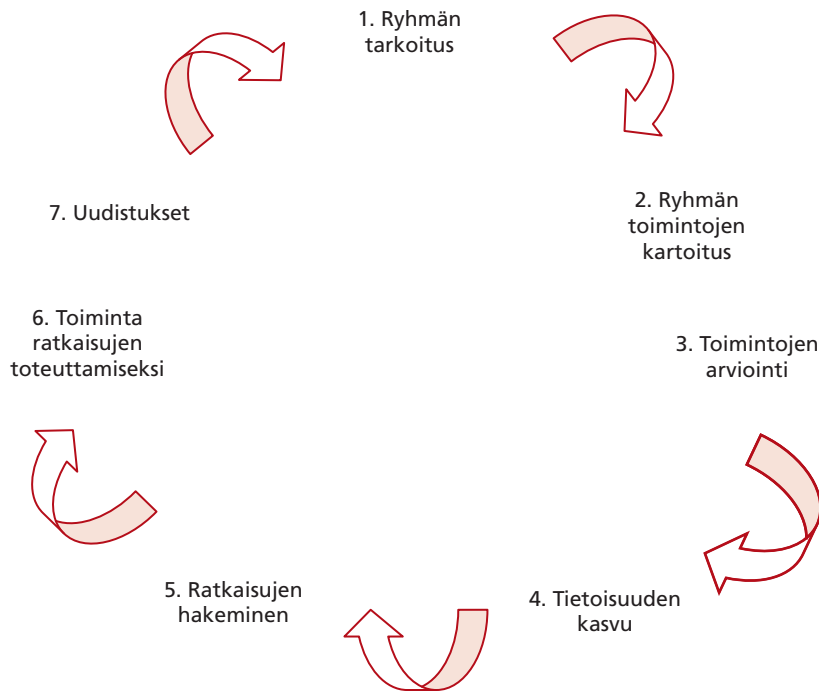 1. Ryhmän
tarkoitus
2. Ryhmän
toimintojen
kartoitus
3. Toimintojen
arviointi
4. Tietoisuuden
kasvu
5. Ratkaisujen
hakeminen
6. Toiminta
ratkaisujen
toteuttamiseksi
7. Uudistukset